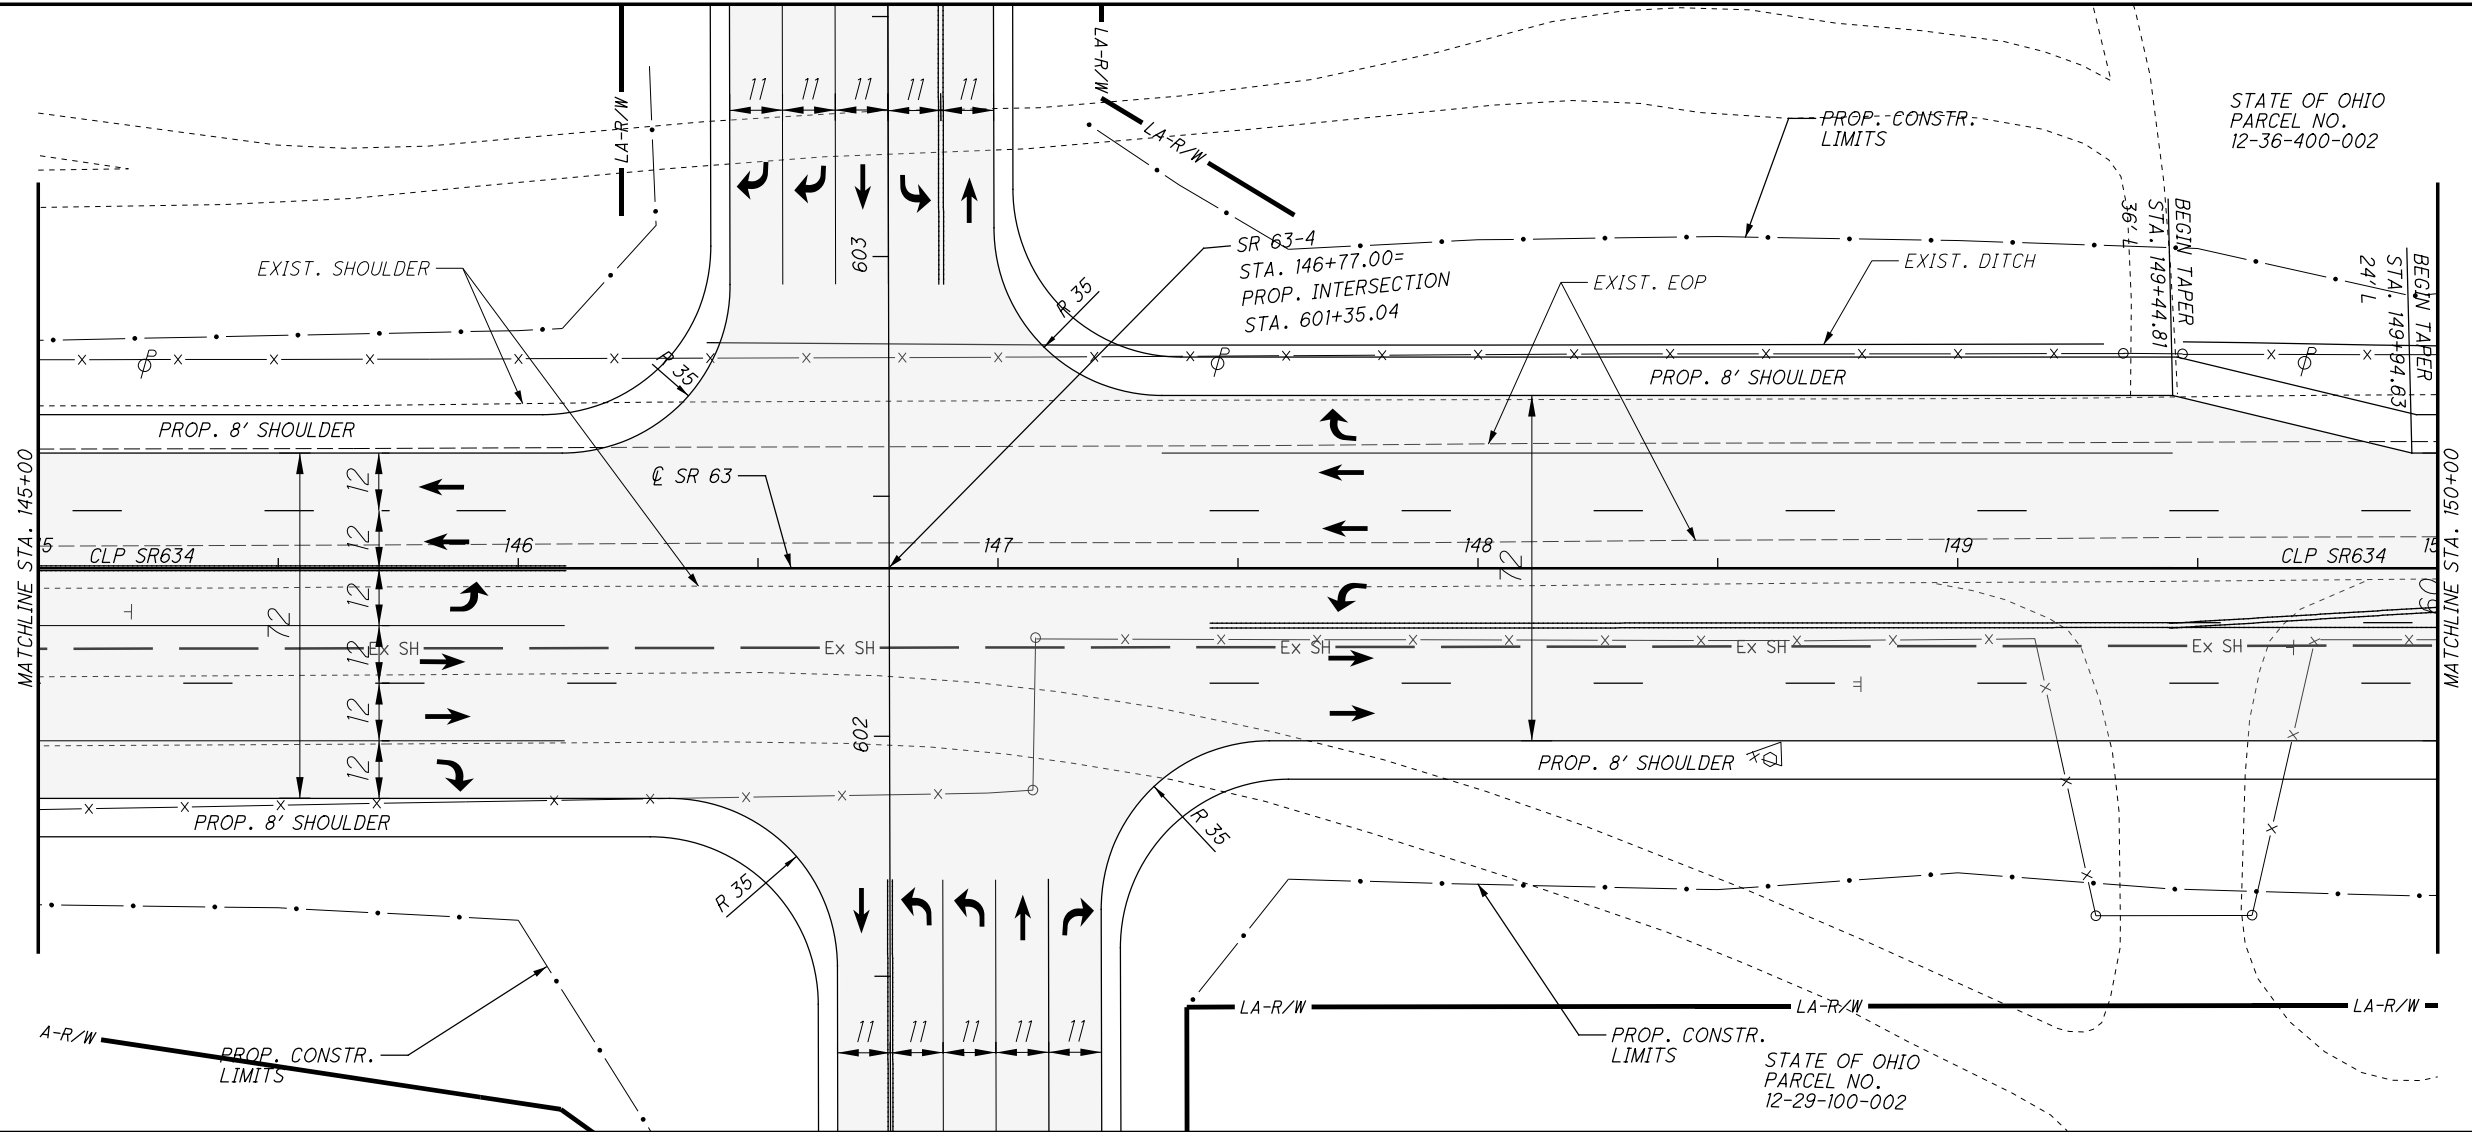 11 11 11 11 11
LA-R/W
LA-R/W
LA-R/W
PROP. CONSTR.
LIMITS
STATE OF OHIO
PARCEL NO.
12-36-400-002
EXIST. SHOULDER
603
SR 63-4
STA. 146+77.00=
PROP. INTERSECTION
STA. 601+35.04
R 35
EXIST. EOP
EXIST. DITCH
BEGIN TAPER
STA. 149+44.81
36' L
BEGIN TAPER
STA. 149+94.63
24' L
P
R 35
P
P
PROP. 8' SHOULDER
PROP. 8' SHOULDER
MATCHLINE STA. 145+00
12
12
12
12
12
12
72
℄ SR 63
CLP SR634
146
147
148
149
CLP SR634
72
MATCHLINE STA. 150+00
Ex SH
Ex SH
Ex SH
Ex SH
Ex SH
602
PROP. 8' SHOULDER
PROP. 8' SHOULDER
R 35
R 35
A-R/W
PROP. CONSTR.
LIMITS
11 11 11 11 11
LA-R/W
LA-R/W
LA-R/W
PROP. CONSTR.
LIMITS
STATE OF OHIO
PARCEL NO.
12-29-100-002